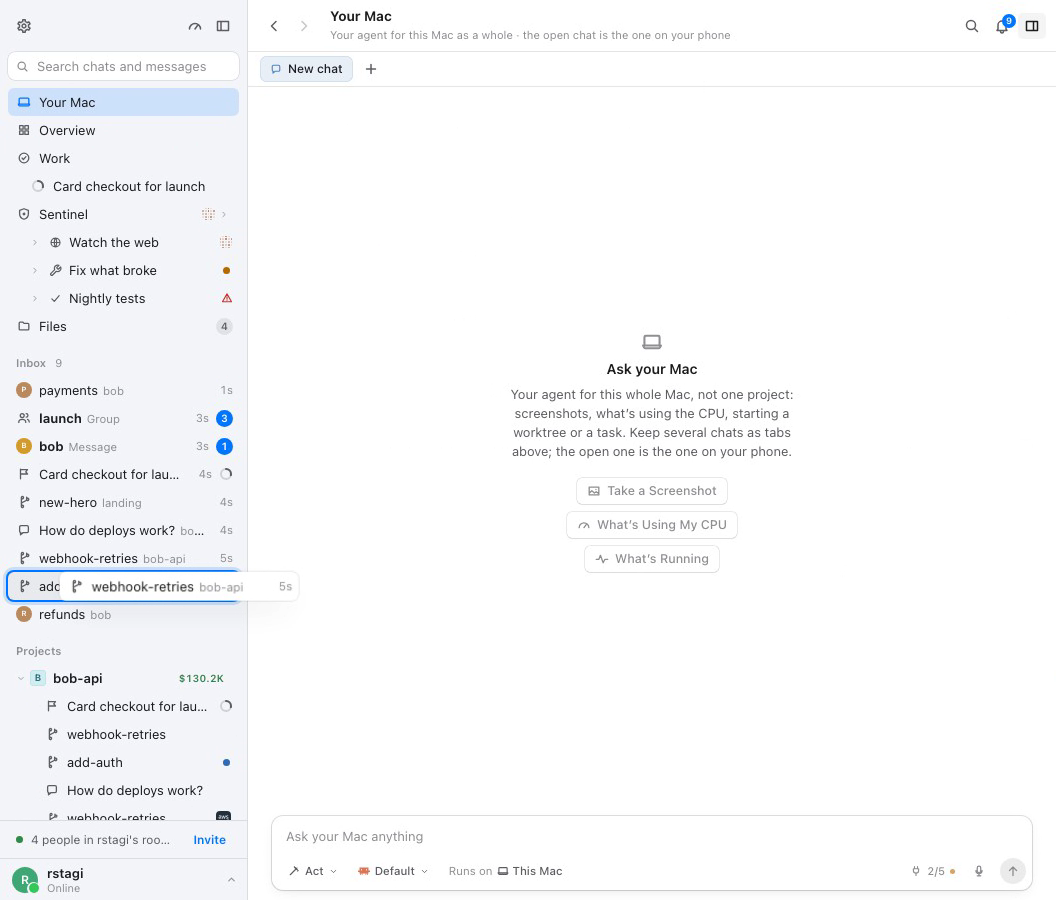 Your Mac
Your agent for this Mac as a whole · the open chat is the one on your phone
9
Search chats and messages
New chat
Your Mac
Overview
Work
Card checkout for launch
Sentinel
Watch the web
Fix what broke
Nightly tests
Files 4
Inbox 9
P payments bob 1s
launch Group 3s 3
B bob Message 3s 1
Card checkout for lau... 4s
new-hero landing 4s
How do deploys work? bo... 4s
webhook-retries bob-api 5s
webhook-retries bob-api 5s
R refunds bob
Projects
B bob-api $130.2K
Card checkout for lau...
webhook-retries
add-auth
How do deploys work?
webhook-retries aws
4 people in rstagi's roo... Invite
R rstagi
Online
Ask your Mac
Your agent for this whole Mac, not one project:
screenshots, what's using the CPU, starting a
worktree or a task. Keep several chats as tabs
above; the open one is the one on your phone.
Take a Screenshot
What's Using My CPU
What's Running
Ask your Mac anything
Act Default Runs on This Mac 2/5